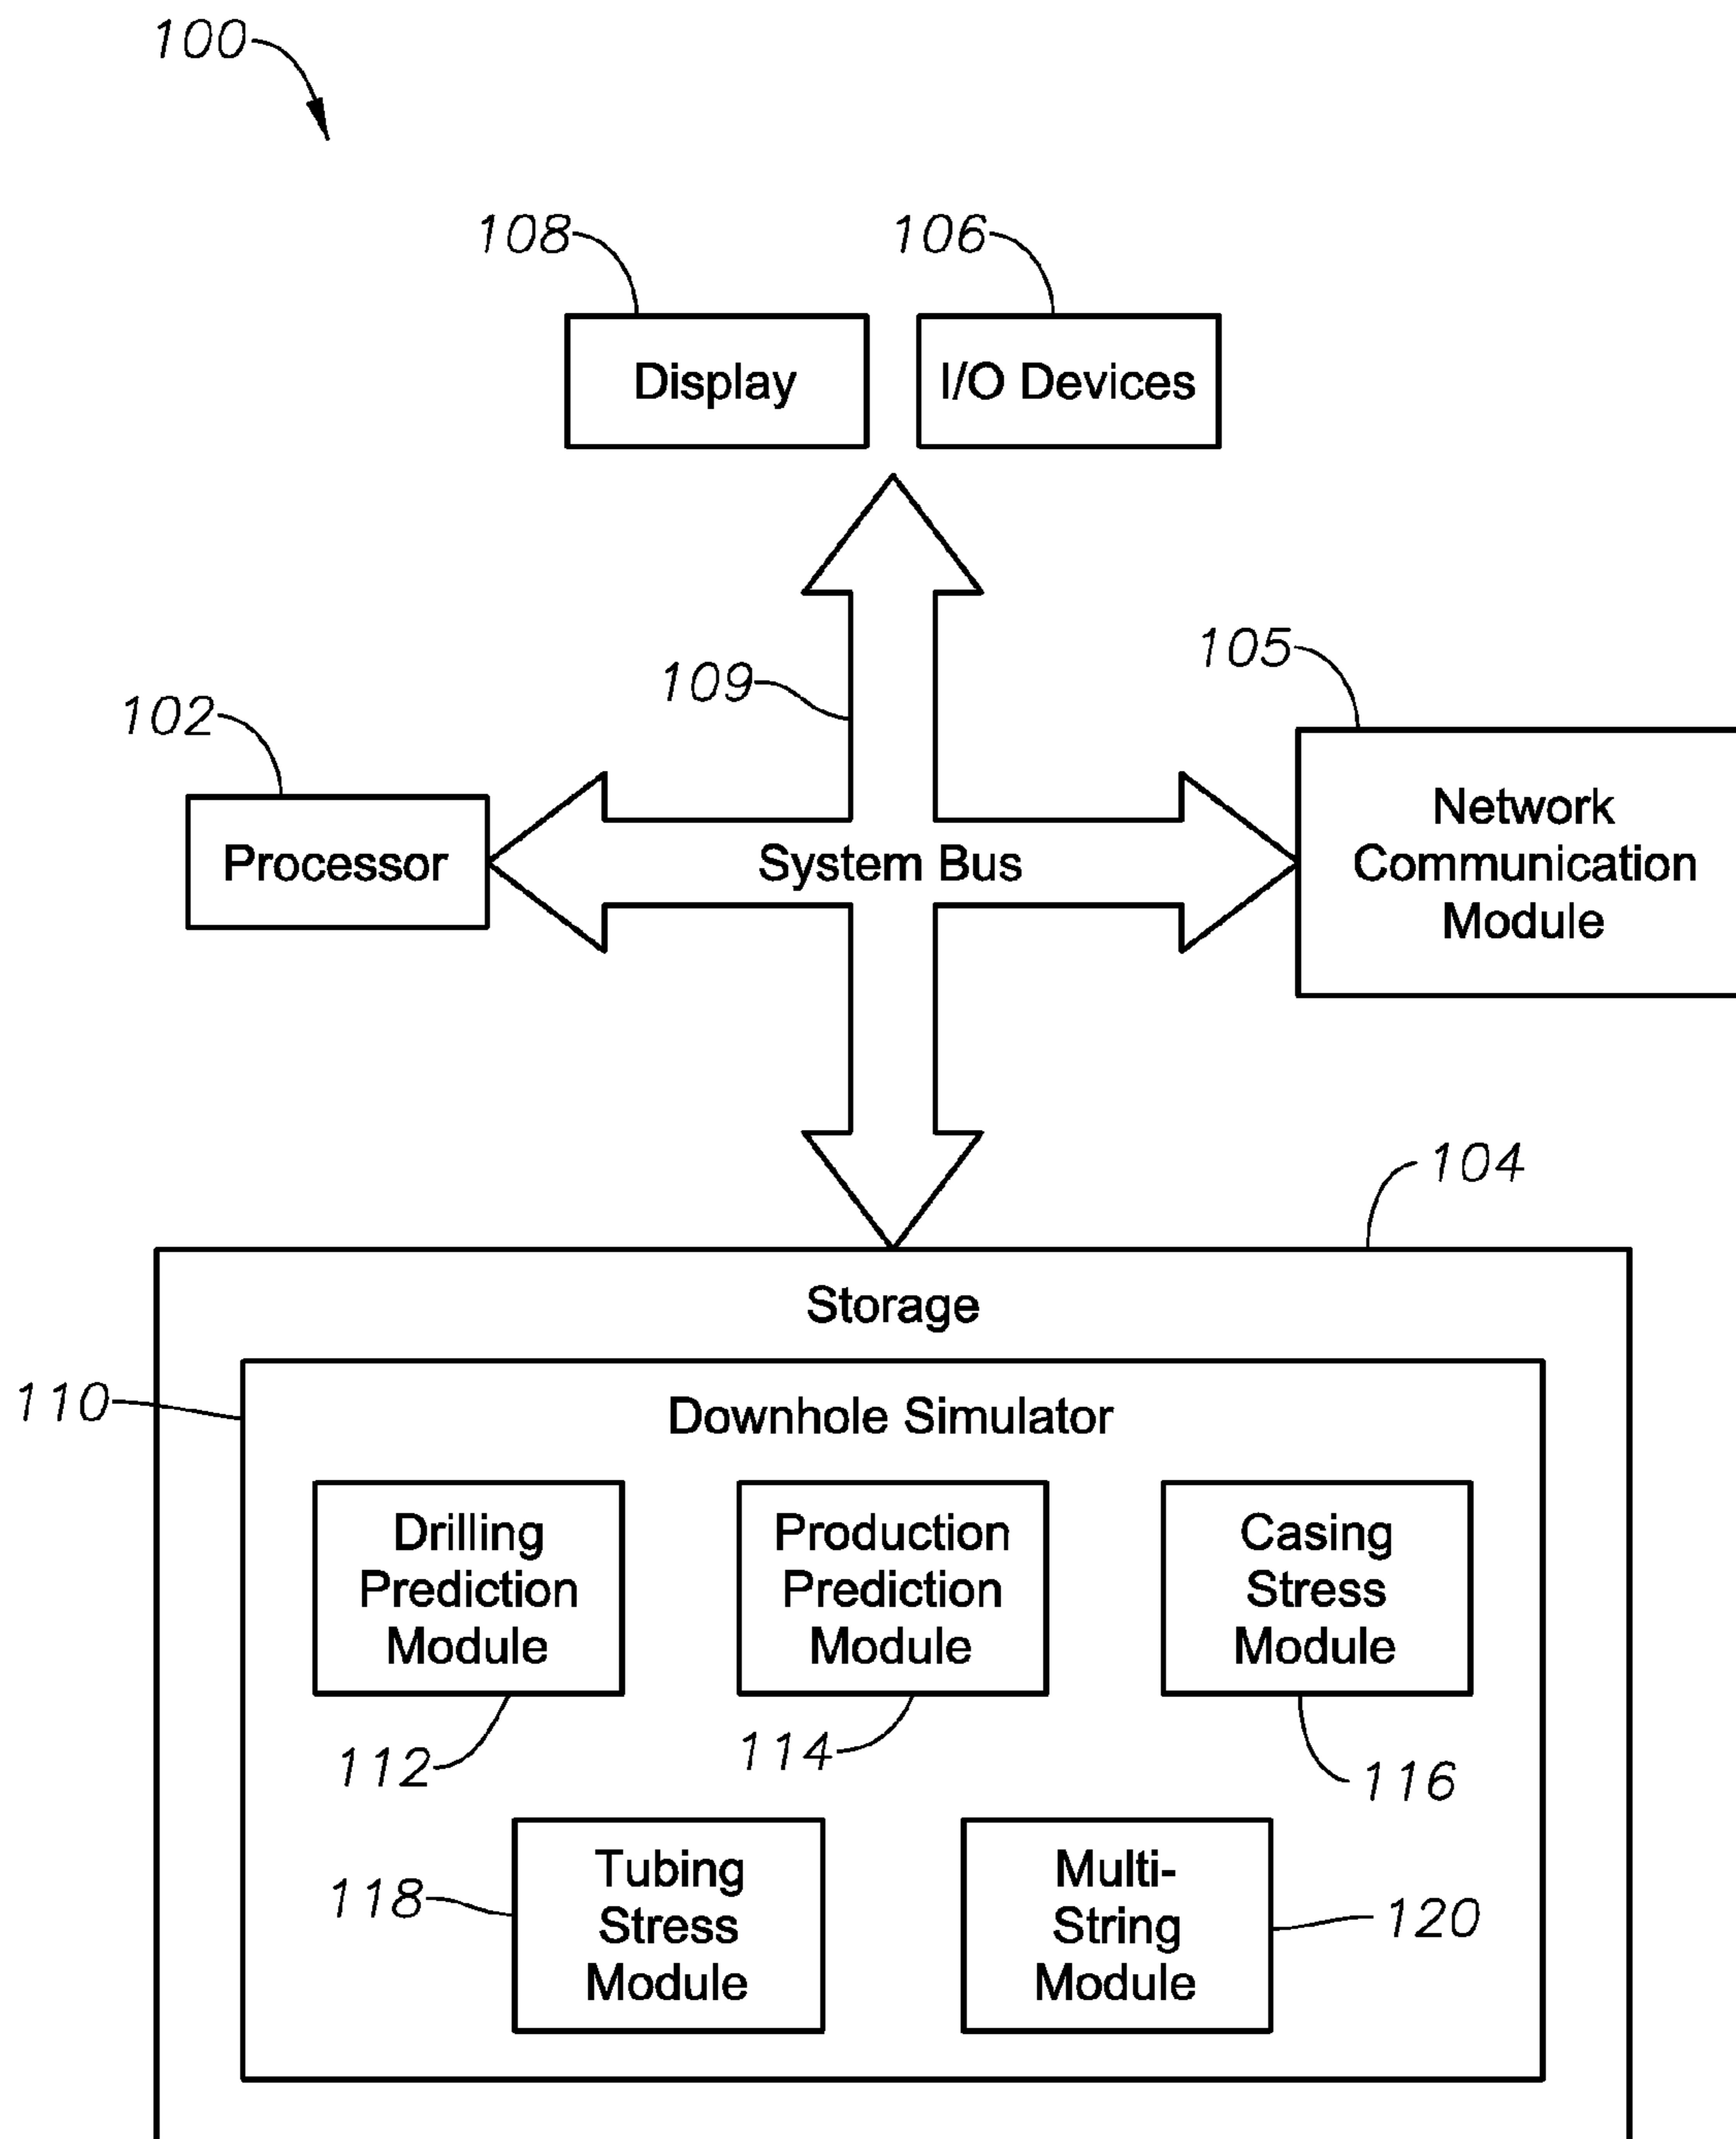 100
108
106
Display
I/O Devices
109
105
102
Processor
System Bus
Network
Communication
Module
104
Storage
110
Downhole Simulator
Drilling
Prediction
Module
Production
Prediction
Module
Casing
Stress
Module
112
114
116
118
Tubing
Stress
Module
Multi-
String
Module
120